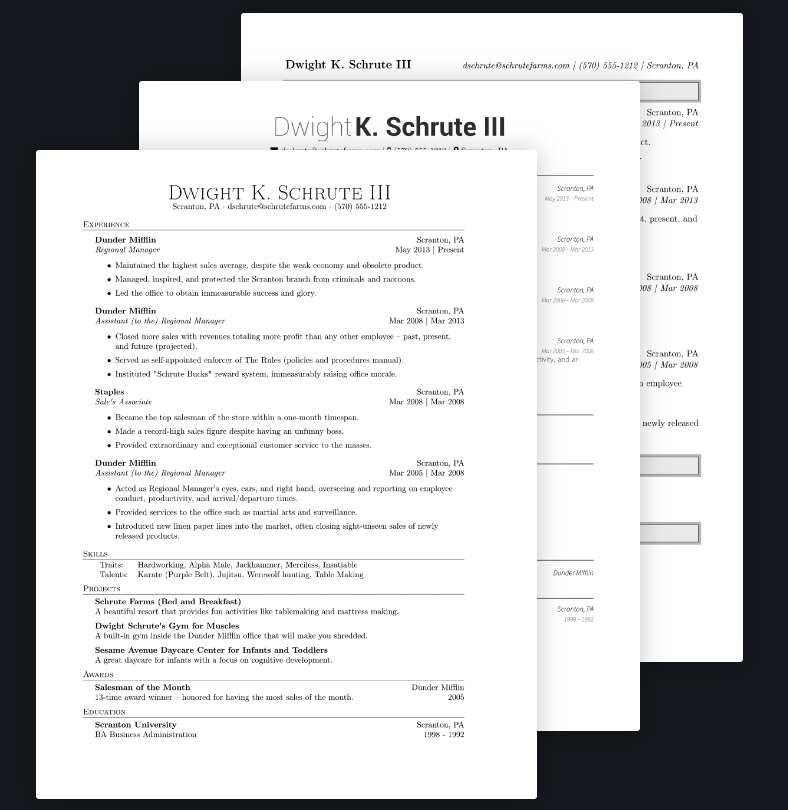 Dwight K. Schrute III dschrute@schrutefarms.com | (570) 555-1212 | Scranton, PA
Scranton, PA
2013 | Present
ct.
Scranton, PA
008 | Mar 2013
t, present, and
Scranton, PA
008 | Mar 2008
Scranton, PA
005 | Mar 2008
employee
newly released
Dwight K. Schrute III
Scranton, PA
May 2013 - Present
Scranton, PA
Mar 2008 – Mar 2013
Scranton, PA
Mar 2008 – Mar 2008
Scranton, PA
Mar 2005 – Mar 2008
ctivity, and ar-
Dunder Mifflin
Scranton, PA
1998 – 1992
DWIGHT K. SCHRUTE III
Scranton, PA · dschrute@schrutefarms.com · (570) 555-1212
EXPERIENCE
Dunder Mifflin Scranton, PA
Regional Manager May 2013 | Present
• Maintained the highest sales average, despite the weak economy and obsolete product.
• Managed, inspired, and protected the Scranton branch from criminals and raccoons.
• Led the office to obtain immeasurable success and glory.
Dunder Mifflin Scranton, PA
Assistant (to the) Regional Manager Mar 2008 | Mar 2013
• Closed more sales with revenues totaling more profit than any other employee – past, present,
and future (projected).
• Served as self-appointed enforcer of The Rules (policies and procedures manual).
• Instituted "Schrute Bucks" reward system, immeasurably raising office morale.
Staples Scranton, PA
Sale's Associate Mar 2008 | Mar 2008
• Became the top salesman of the store within a one-month timespan.
• Made a record-high sales figure despite having an unfunny boss.
• Provided extraordinary and exceptional customer service to the masses.
Dunder Mifflin Scranton, PA
Assistant (to the) Regional Manager Mar 2005 | Mar 2008
• Acted as Regional Manager's eyes, ears, and right hand, overseeing and reporting on employee
conduct, productivity, and arrival/departure times.
• Provided services to the office such as martial arts and surveillance.
• Introduced new linen paper lines into the market, often closing sight-unseen sales of newly
released products.
SKILLS
Traits: Hardworking, Alpha Male, Jackhammer, Merciless, Insatiable
Talents: Karate (Purple Belt), Jujitsu, Werewolf hunting, Table Making
PROJECTS
Schrute Farms (Bed and Breakfast)
A beautiful resort that provides fun activities like tablemaking and mattress making.
Dwight Schrute's Gym for Muscles
A built-in gym inside the Dunder Mifflin office that will make you shredded.
Sesame Avenue Daycare Center for Infants and Toddlers
A great daycare for infants with a focus on cognitive development.
AWARDS
Salesman of the Month Dunder Mifflin
13-time award winner – honored for having the most sales of the month. 2005
EDUCATION
Scranton University Scranton, PA
BA Business Administration 1998 - 1992